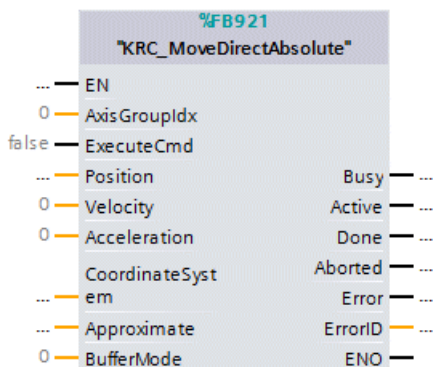 %FB921
"KRC_MoveDirectAbsolute"
... EN
0 AxisGroupIdx
false ExecuteCmd
... Position Busy ...
0 Velocity Active ...
0 Acceleration Done ...
CoordinateSyst Aborted ...
... em Error ...
... Approximate ErrorID ...
0 BufferMode ENO